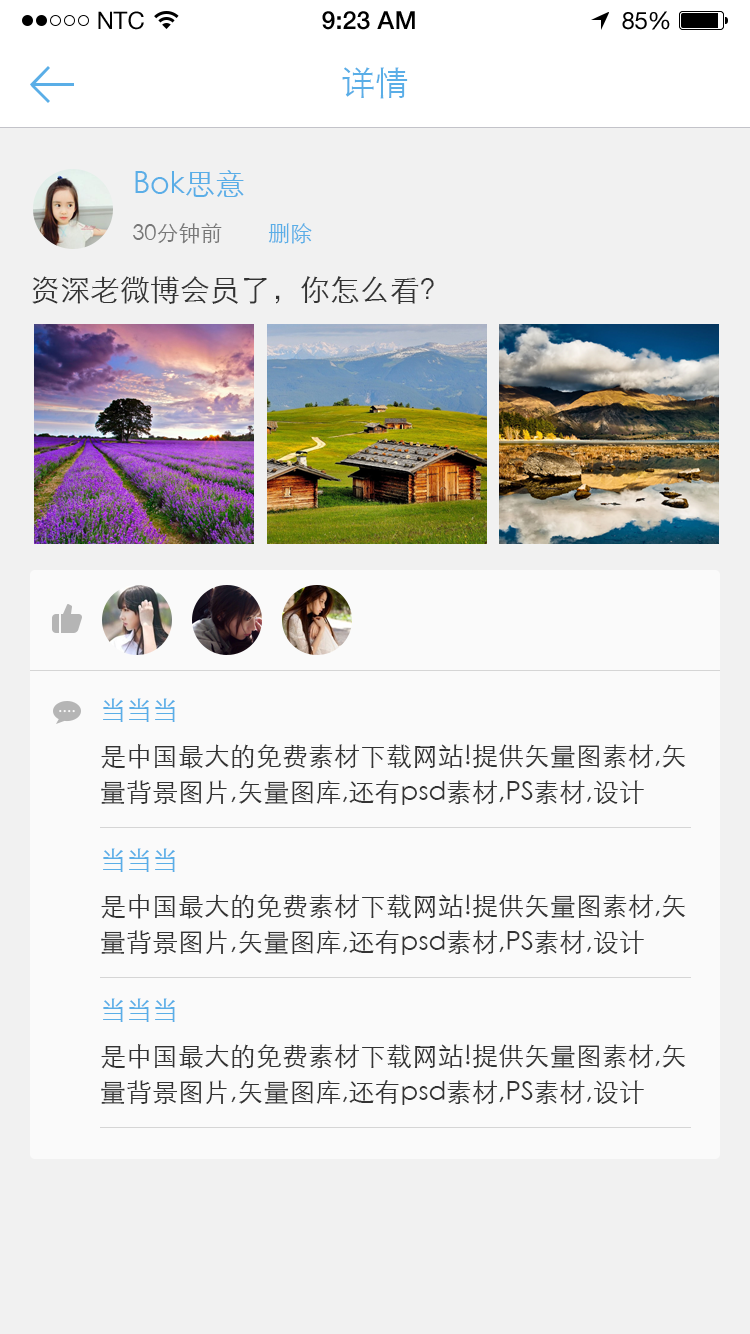 NTC 9:23 AM 85%
详情
Bok思意
30分钟前 删除
资深老微博会员了，你怎么看?
当当当
是中国最大的免费素材下载网站!提供矢量图素材,矢
量背景图片,矢量图库,还有psd素材,PS素材,设计
当当当
是中国最大的免费素材下载网站!提供矢量图素材,矢
量背景图片,矢量图库,还有psd素材,PS素材,设计
当当当
是中国最大的免费素材下载网站!提供矢量图素材,矢
量背景图片,矢量图库,还有psd素材,PS素材,设计